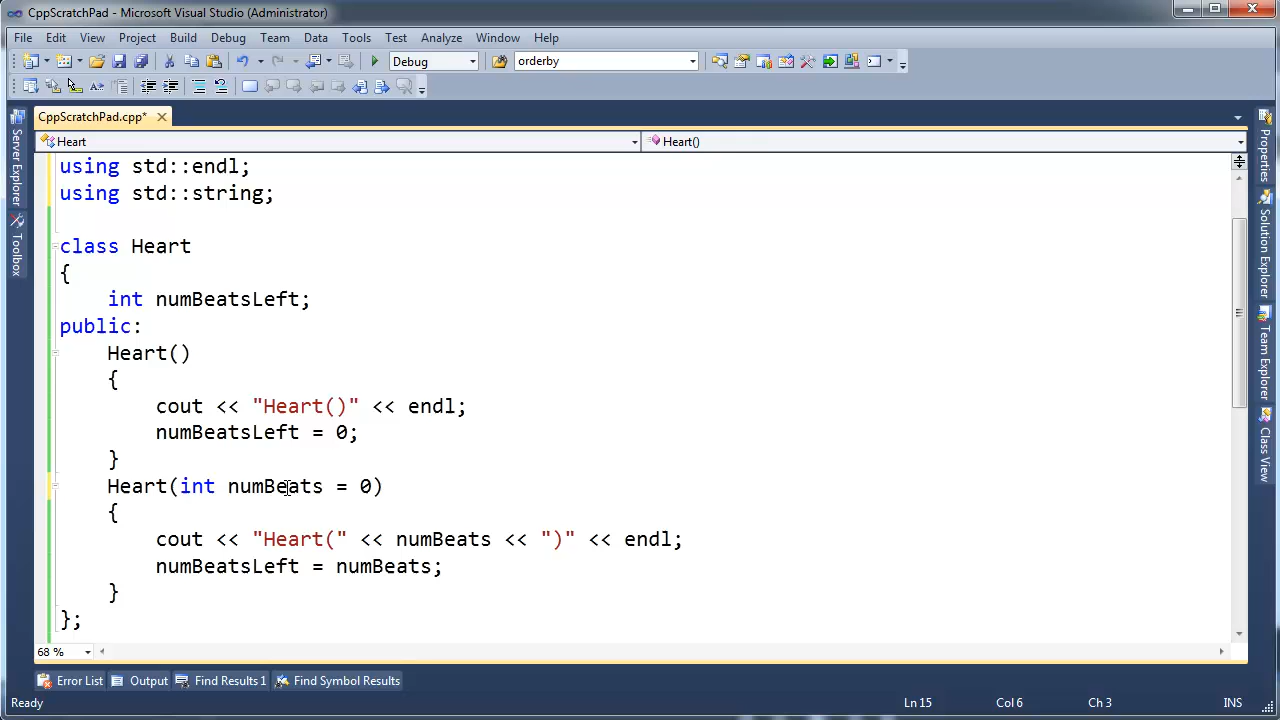 CppScratchPad - Microsoft Visual Studio (Administrator)
File Edit View Project Build Debug Team Data Tools Test Analyze Window Help
Debug orderby
CppScratchPad.cpp*
Heart Heart()
using std::endl;
using std::string;
class Heart
{
int numBeatsLeft;
public:
Heart()
{
cout << "Heart()" << endl;
numBeatsLeft = 0;
}
Heart(int numBeats = 0)
{
cout << "Heart(" << numBeats << ")" << endl;
numBeatsLeft = numBeats;
}
};
68 %
Server Explorer
Toolbox
Properties
Solution Explorer
Team Explorer
Class View
Error List Output Find Results 1 Find Symbol Results
Ready Ln 15 Col 6 Ch 3 INS